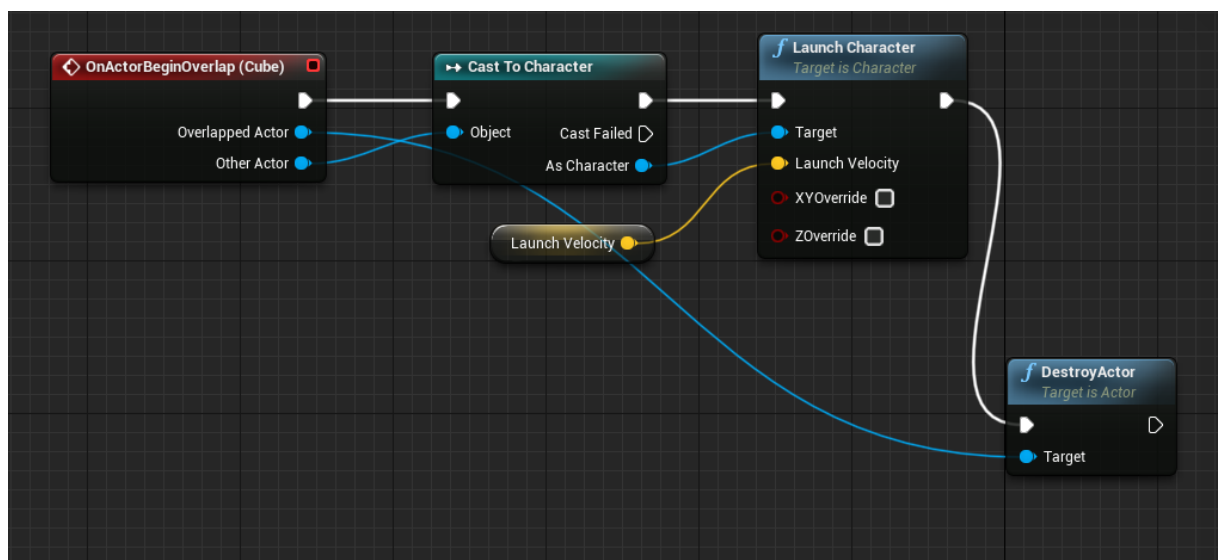 OnActorBeginOverlap (Cube)
Overlapped Actor
Other Actor
Cast To Character
Object
Cast Failed
As Character
Launch Velocity
f Launch Character
Target is Character
Target
Launch Velocity
XYOverride
ZOverride
f DestroyActor
Target is Actor
Target